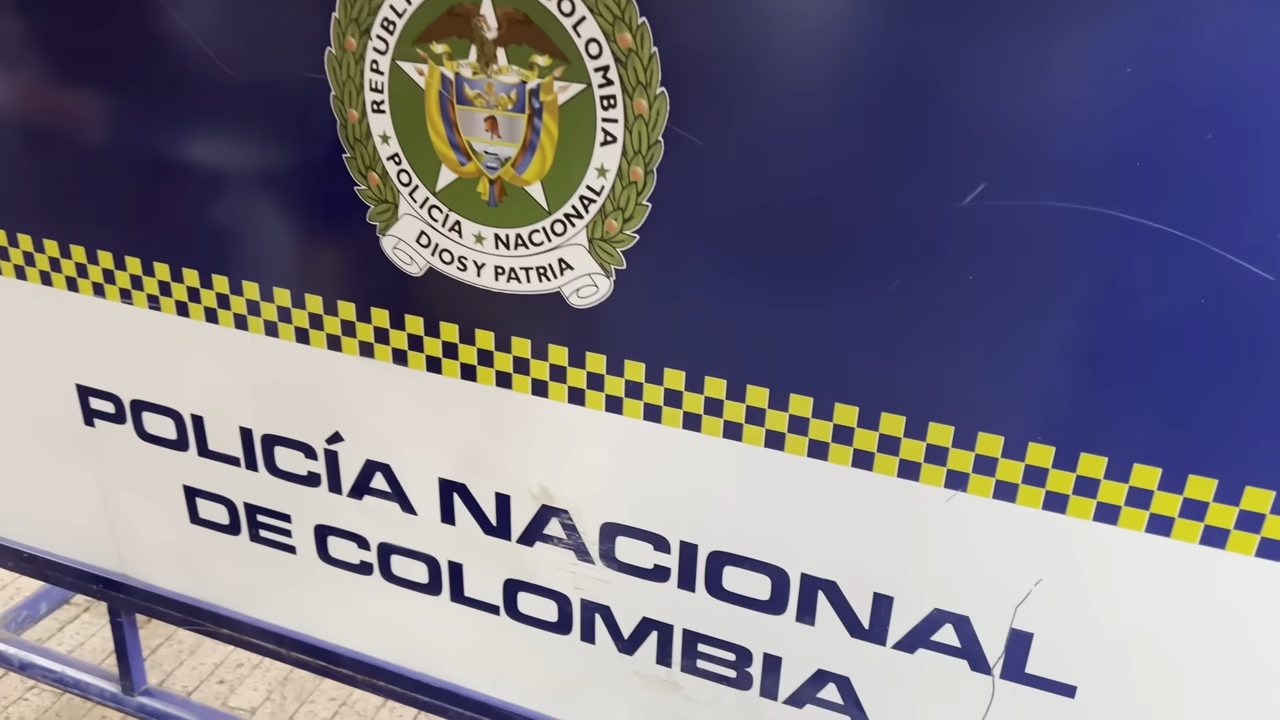 REPÚBLICA COLOMBIA
POLICÍA ★ NACIONAL
DIOS Y PATRIA
POLICÍA NACIONAL
DE COLOMBIA